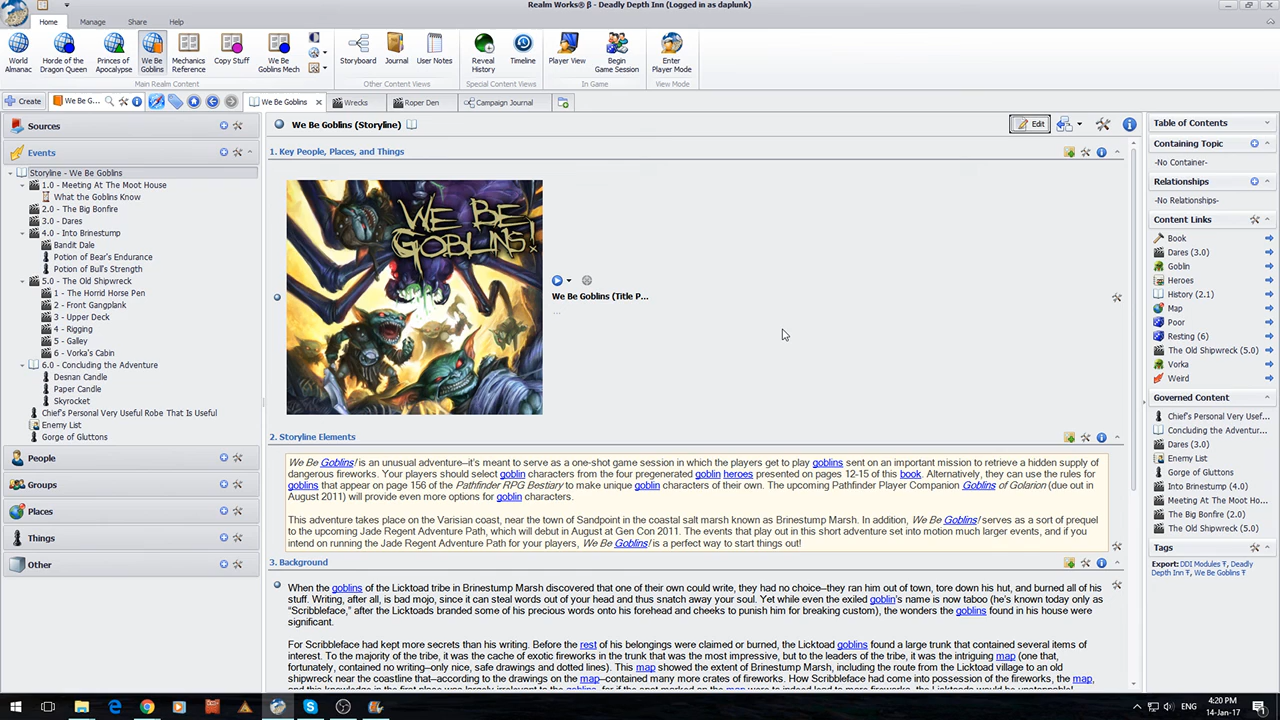 Realm Works® β - Deadly Depth Inn (Logged in as daplunk)
Home Manage Share Help
World Almanac
Horde of the Dragon Queen
Princes of Apocalypse
We Be Goblins
Mechanics Reference
Copy Stuff
We Be Goblins Mech
Storyboard
Journal
User Notes
Reveal History
Timeline
Player View
Begin Game Session
Enter Player Mode
Main Realm Content
Other Content Views
Special Content Views
In Game
View Mode
Create
We Be G...
We Be Goblins
Wrecks
Roper Den
Campaign Journal
Sources
Events
Storyline - We Be Goblins
1.0 - Meeting At The Moot House
What the Goblins Know
2.0 - The Big Bonfire
3.0 - Dares
4.0 - Into Brinestump
Bandit Dale
Potion of Bear's Endurance
Potion of Bull's Strength
5.0 - The Old Shipwreck
1 - The Horrid Horse Pen
2 - Front Gangplank
3 - Upper Deck
4 - Rigging
5 - Galley
6 - Vorka's Cabin
6.0 - Concluding the Adventure
Desnan Candle
Paper Candle
Skyrocket
Chief's Personal Very Useful Robe That Is Useful
Enemy List
Gorge of Gluttons
People
Groups
Places
Things
Other
We Be Goblins (Storyline)
Edit
1. Key People, Places, and Things
WE BE
GOBLINS!
We Be Goblins (Title P...
...
2. Storyline Elements
We Be Goblins! is an unusual adventure—it's meant to serve as a one-shot game session in which the players get to play goblins sent on an important mission to retrieve a hidden supply of
dangerous fireworks. Your players should select goblin characters from the four pregenerated goblin heroes presend on pages 12-15 of this book. Alternatively, they can use the rules for
goblins that appear on page 156 of the Pathfinder RPG Bestiary to make unique goblin characters of their own. The upcoming Pathfinder Player Companion Goblins of Golarion (due out in
August 2011) will provide even more options for goblin characters.
This adventure takes place on the Varisian coast, near the town of Sandpoint in the coastal salt marsh known as Brinestump Marsh. In addition, We Be Goblins! serves as a sort of prequel
to the upcoming Jade Regent Adventure Path, which will debut in August at Gen Con 2011. The events that play out in this short adventure set into motion much larger events, and if you
intend on running the Jade Regent Adventure Path for your players, We Be Goblins! is a perfect way to start things out!
3. Background
When the goblins of the Licktoad tribe in Brinestump Marsh discovered that one of their own could write, they had no choice—they ran him out of town, tore down his hut, and burned all of his
stuff. Writing, after all, is bad mojo, since it can steal words out of your head and thus snatch away your soul. Yet while even the exiled goblin's name is now taboo (he's known today only as
"Scribbleface," after the Licktoads branded some of his precious words onto his forehead and cheeks to punish him for breaking custom), the wonders the goblins found in his house were
significant.
For Scribbleface had kept more secrets than his writing. Before the rest of his belongings were claimed or burned, the Licktoad goblins found a large trunk that contained several items of
interest. To the majority of the tribe, it was the cache of exotic fireworks in the trunk that was the most impressive, but to the leaders of the tribe, it was the intriguing map (one that,
fortunately, contained no writing—only nice, safe drawings and dotted lines). This map showed the extent of Brinestump Marsh, including the route from the Licktoad village to an old
shipwreck near the coastline that—according to the drawings on the map—contained many more crates of fireworks. How Scribbleface had come into possession of the fireworks, the map,
Table of Contents
Containing Topic
-No Container-
Relationships
-No Relationships-
Content Links
Book
Dares (3.0)
Goblin
Heroes
History (2.1)
Map
Poor
Resting (6)
The Old Shipwreck (5.0)
Vorka
Weird
Governed Content
Chief's Personal Very Usef...
Concluding the Adventur...
Dares (3.0)
Enemy List
Gorge of Gluttons
Into Brinestump (4.0)
Meeting At The Moot Ho...
The Big Bonfire (2.0)
The Old Shipwreck (5.0)
Tags
Export: DDI Modules, Deadly
Depth Inn, We Be Goblins
4:20 PM
14-Jan-17